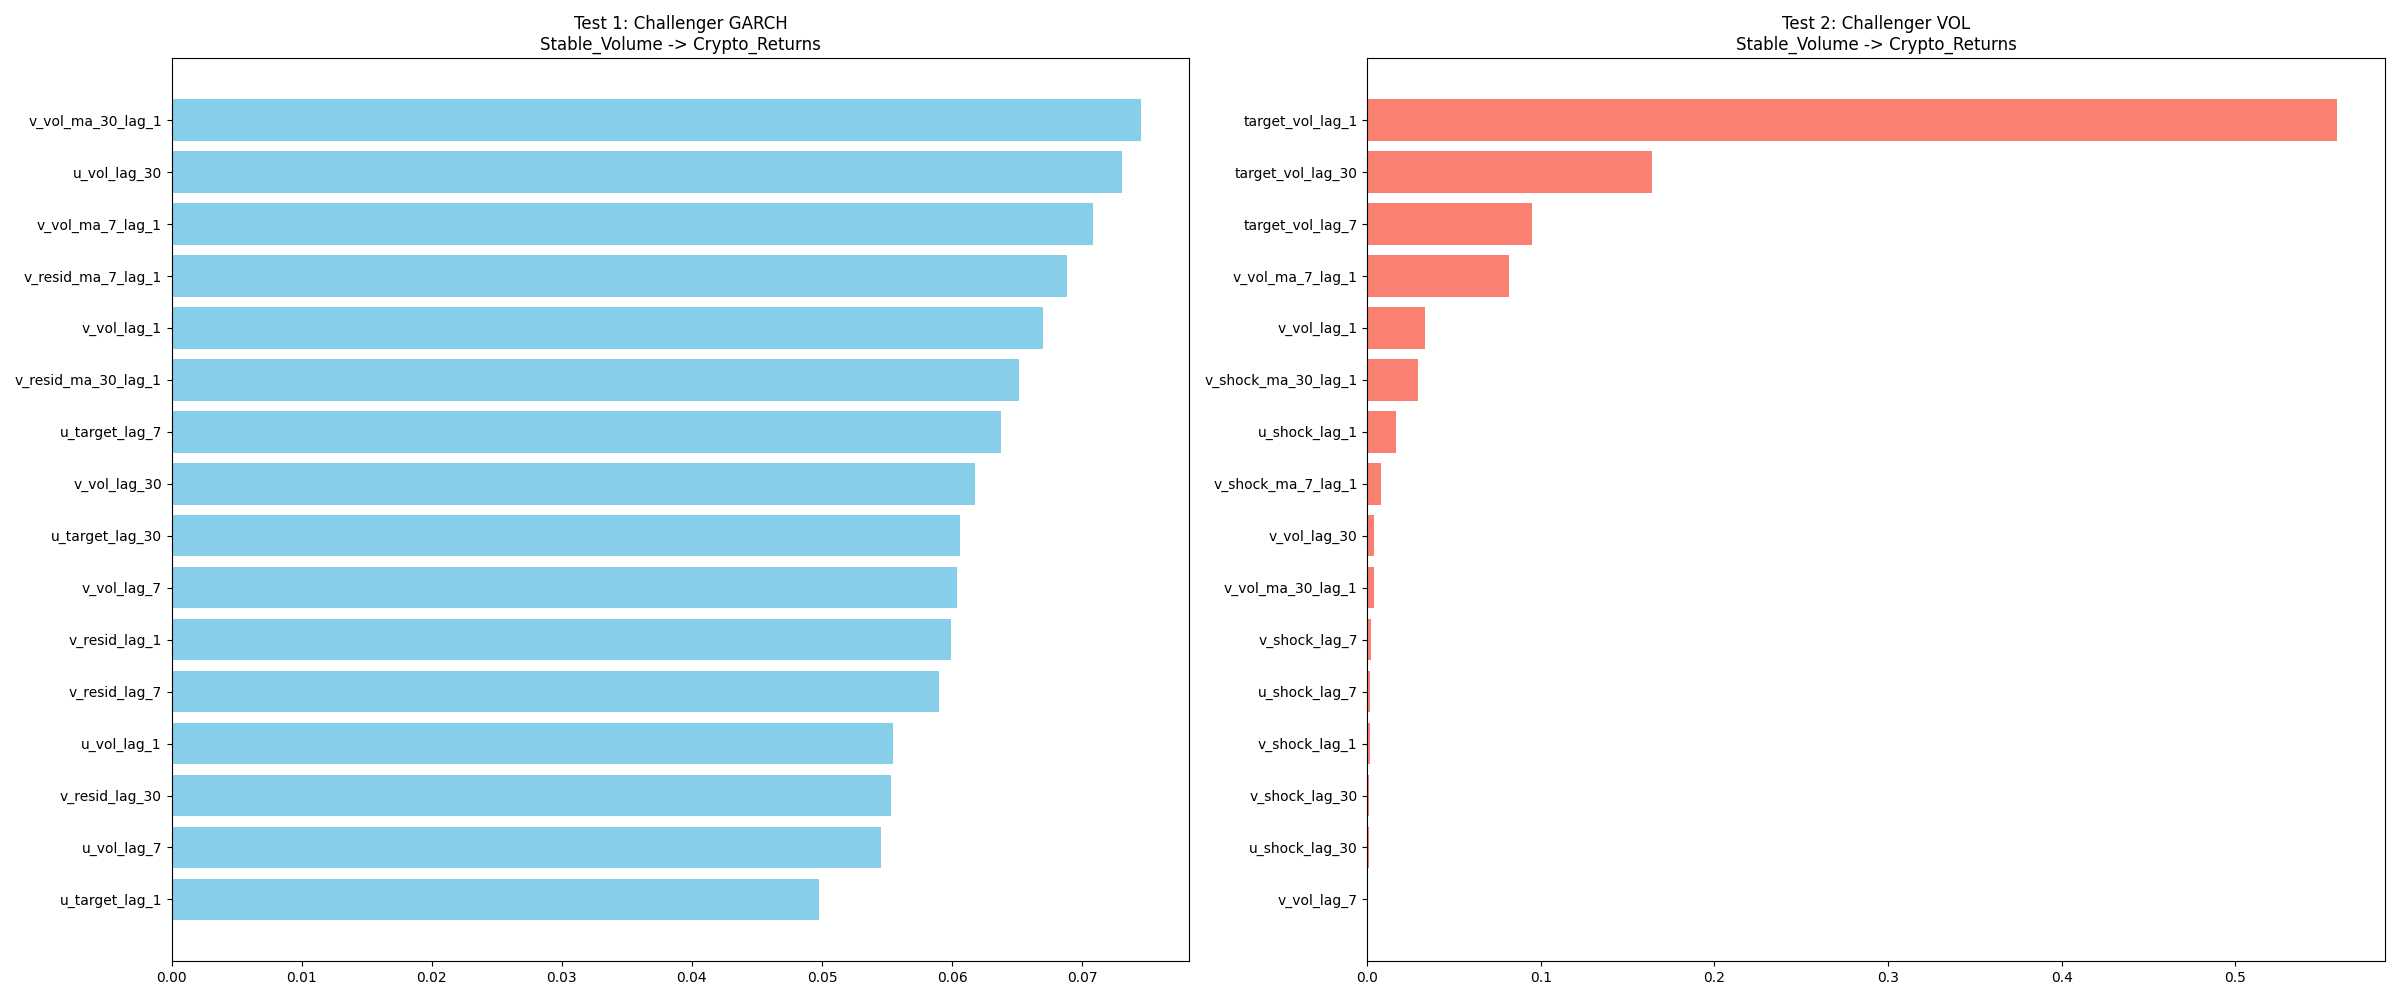 Test 1: Challenger GARCH
Stable_Volume -> Crypto_Returns
v_vol_ma_30_lag_1
u_vol_lag_30
v_vol_ma_7_lag_1
v_resid_ma_7_lag_1
v_vol_lag_1
v_resid_ma_30_lag_1
u_target_lag_7
v_vol_lag_30
u_target_lag_30
v_vol_lag_7
v_resid_lag_1
v_resid_lag_7
u_vol_lag_1
v_resid_lag_30
u_vol_lag_7
u_target_lag_1
0.00 0.01 0.02 0.03 0.04 0.05 0.06 0.07
Test 2: Challenger VOL
Stable_Volume -> Crypto_Returns
target_vol_lag_1
target_vol_lag_30
target_vol_lag_7
v_vol_ma_7_lag_1
v_vol_lag_1
v_shock_ma_30_lag_1
u_shock_lag_1
v_shock_ma_7_lag_1
v_vol_lag_30
v_vol_ma_30_lag_1
v_shock_lag_7
u_shock_lag_7
v_shock_lag_1
v_shock_lag_30
u_shock_lag_30
v_vol_lag_7
0.0 0.1 0.2 0.3 0.4 0.5